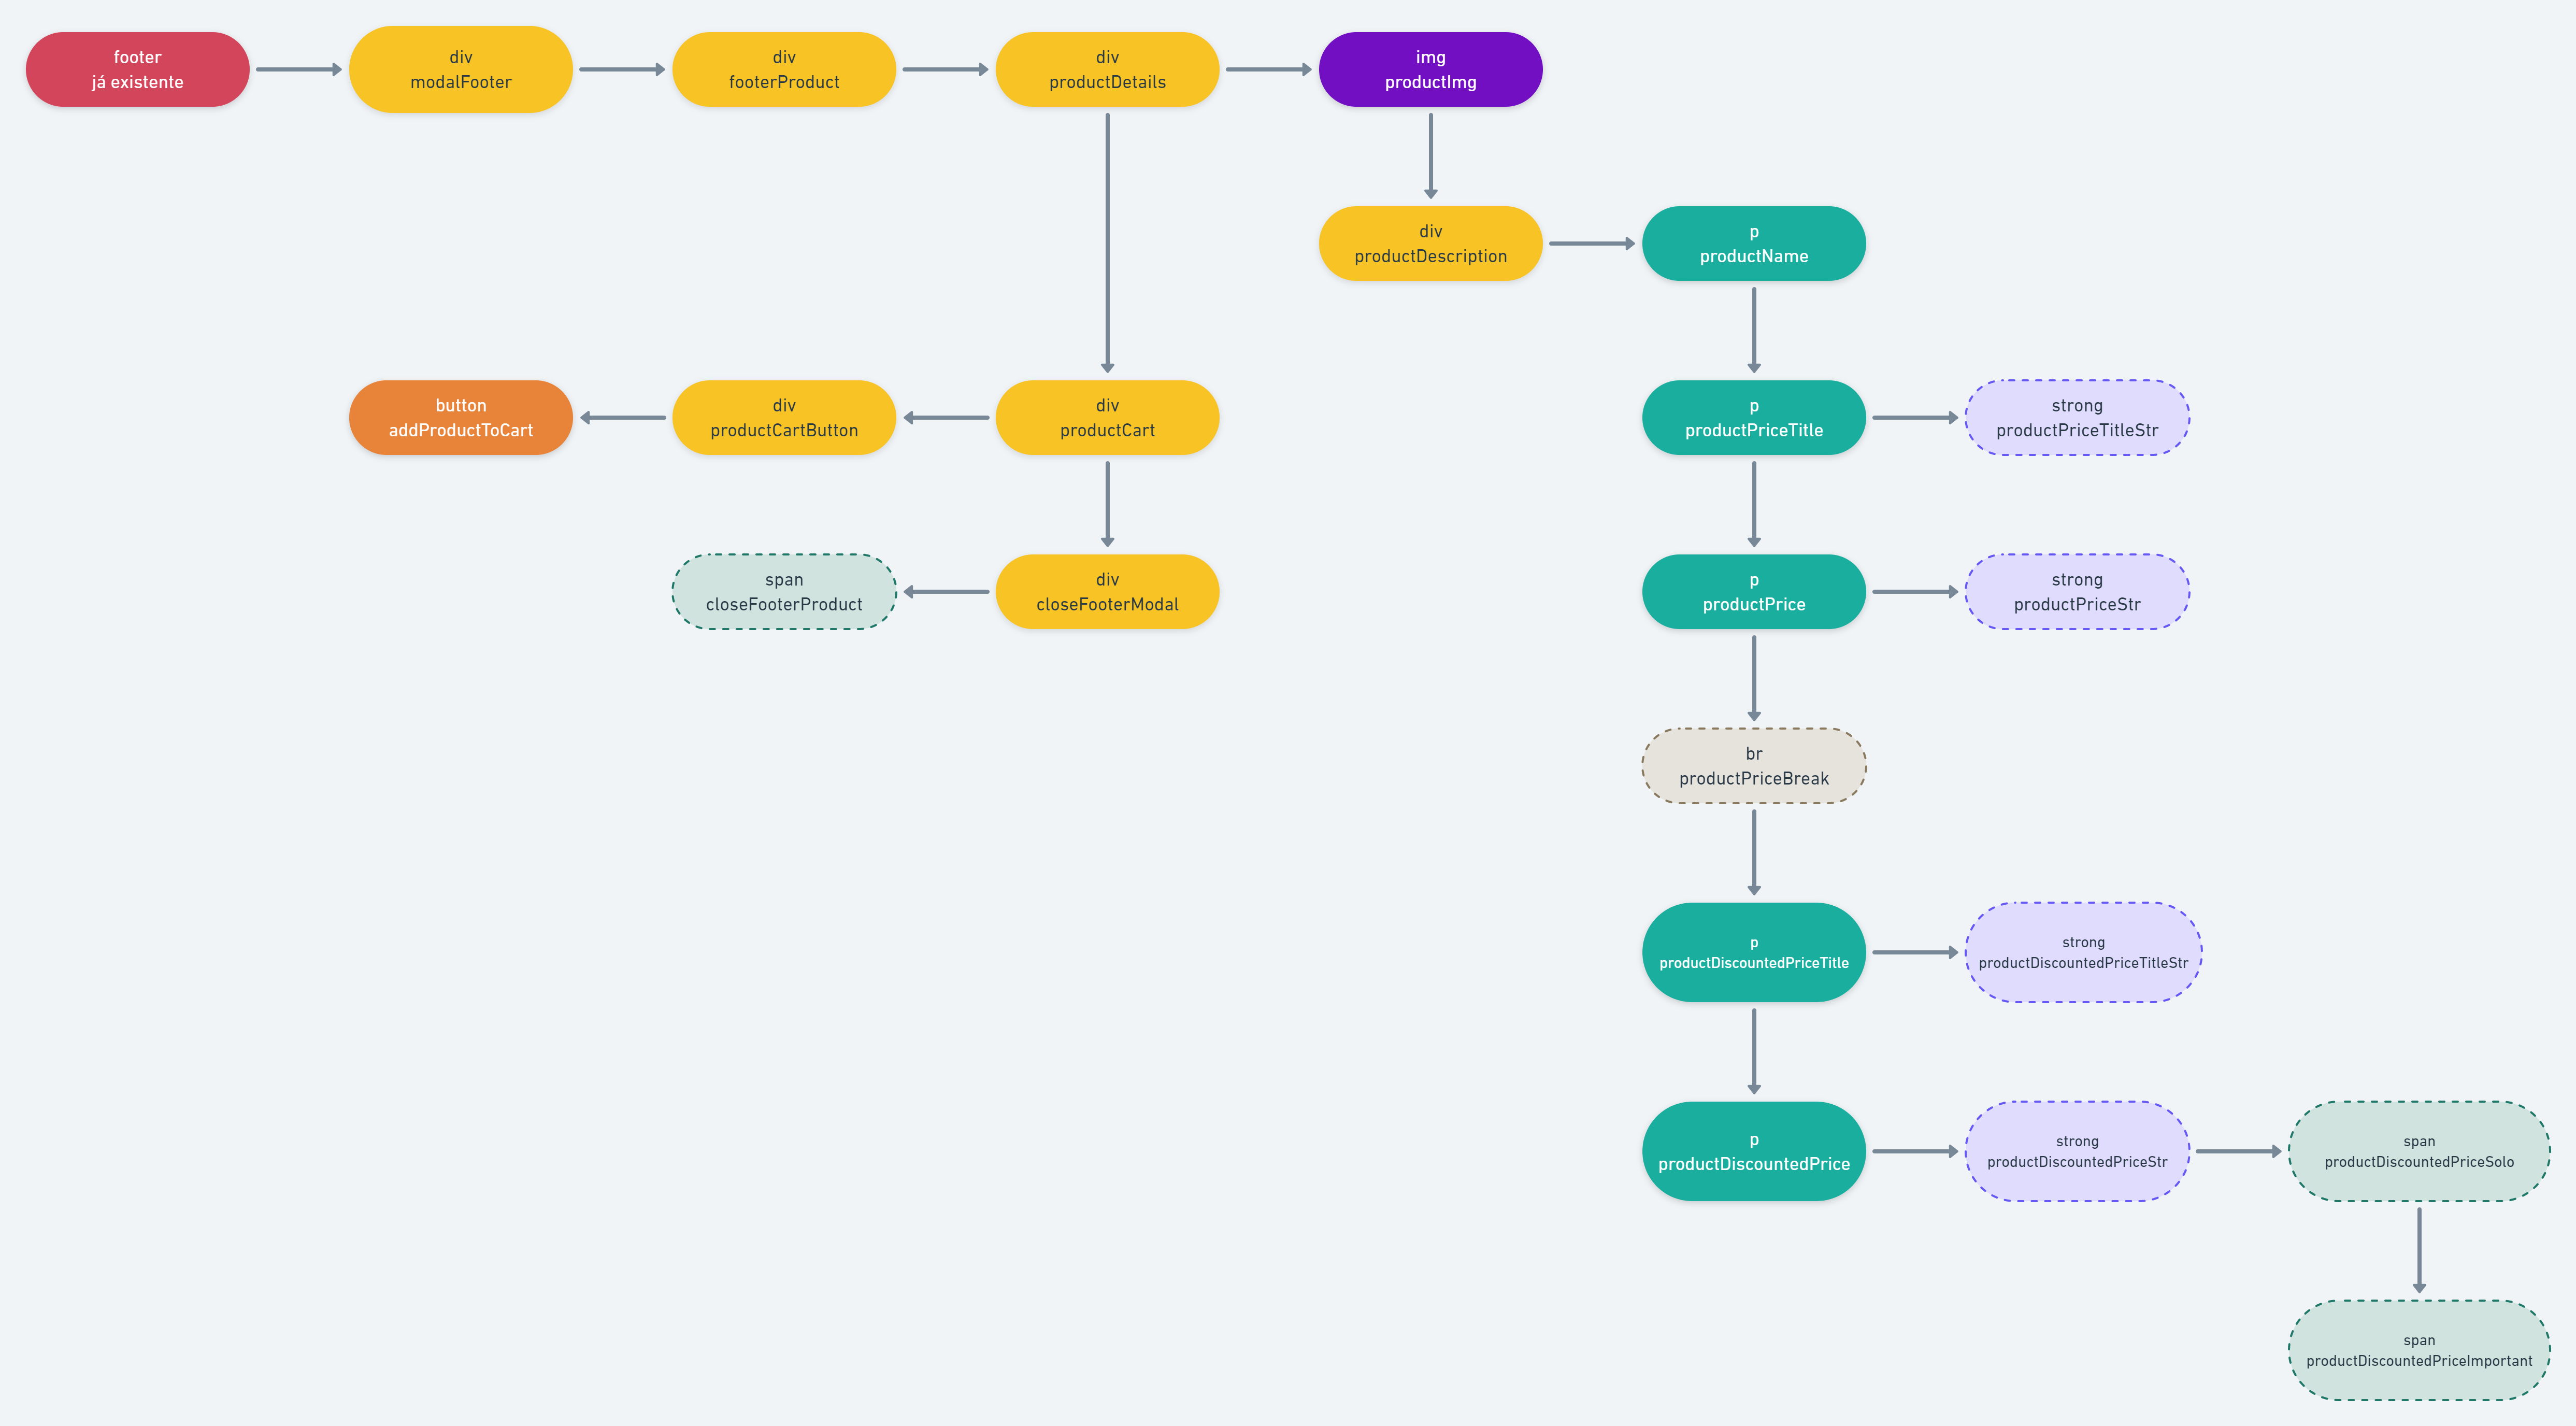 footer
já existente
div
modalFooter
div
footerProduct
div
productDetails
img
productImg
div
productDescription
p
productName
button
addProductToCart
div
productCartButton
div
productCart
p
productPriceTitle
strong
productPriceTitleStr
span
closeFooterProduct
div
closeFooterModal
p
productPrice
strong
productPriceStr
br
productPriceBreak
p
productDiscountedPriceTitle
strong
productDiscountedPriceTitleStr
p
productDiscountedPrice
strong
productDiscountedPriceStr
span
productDiscountedPriceSolo
span
productDiscountedPriceImportant